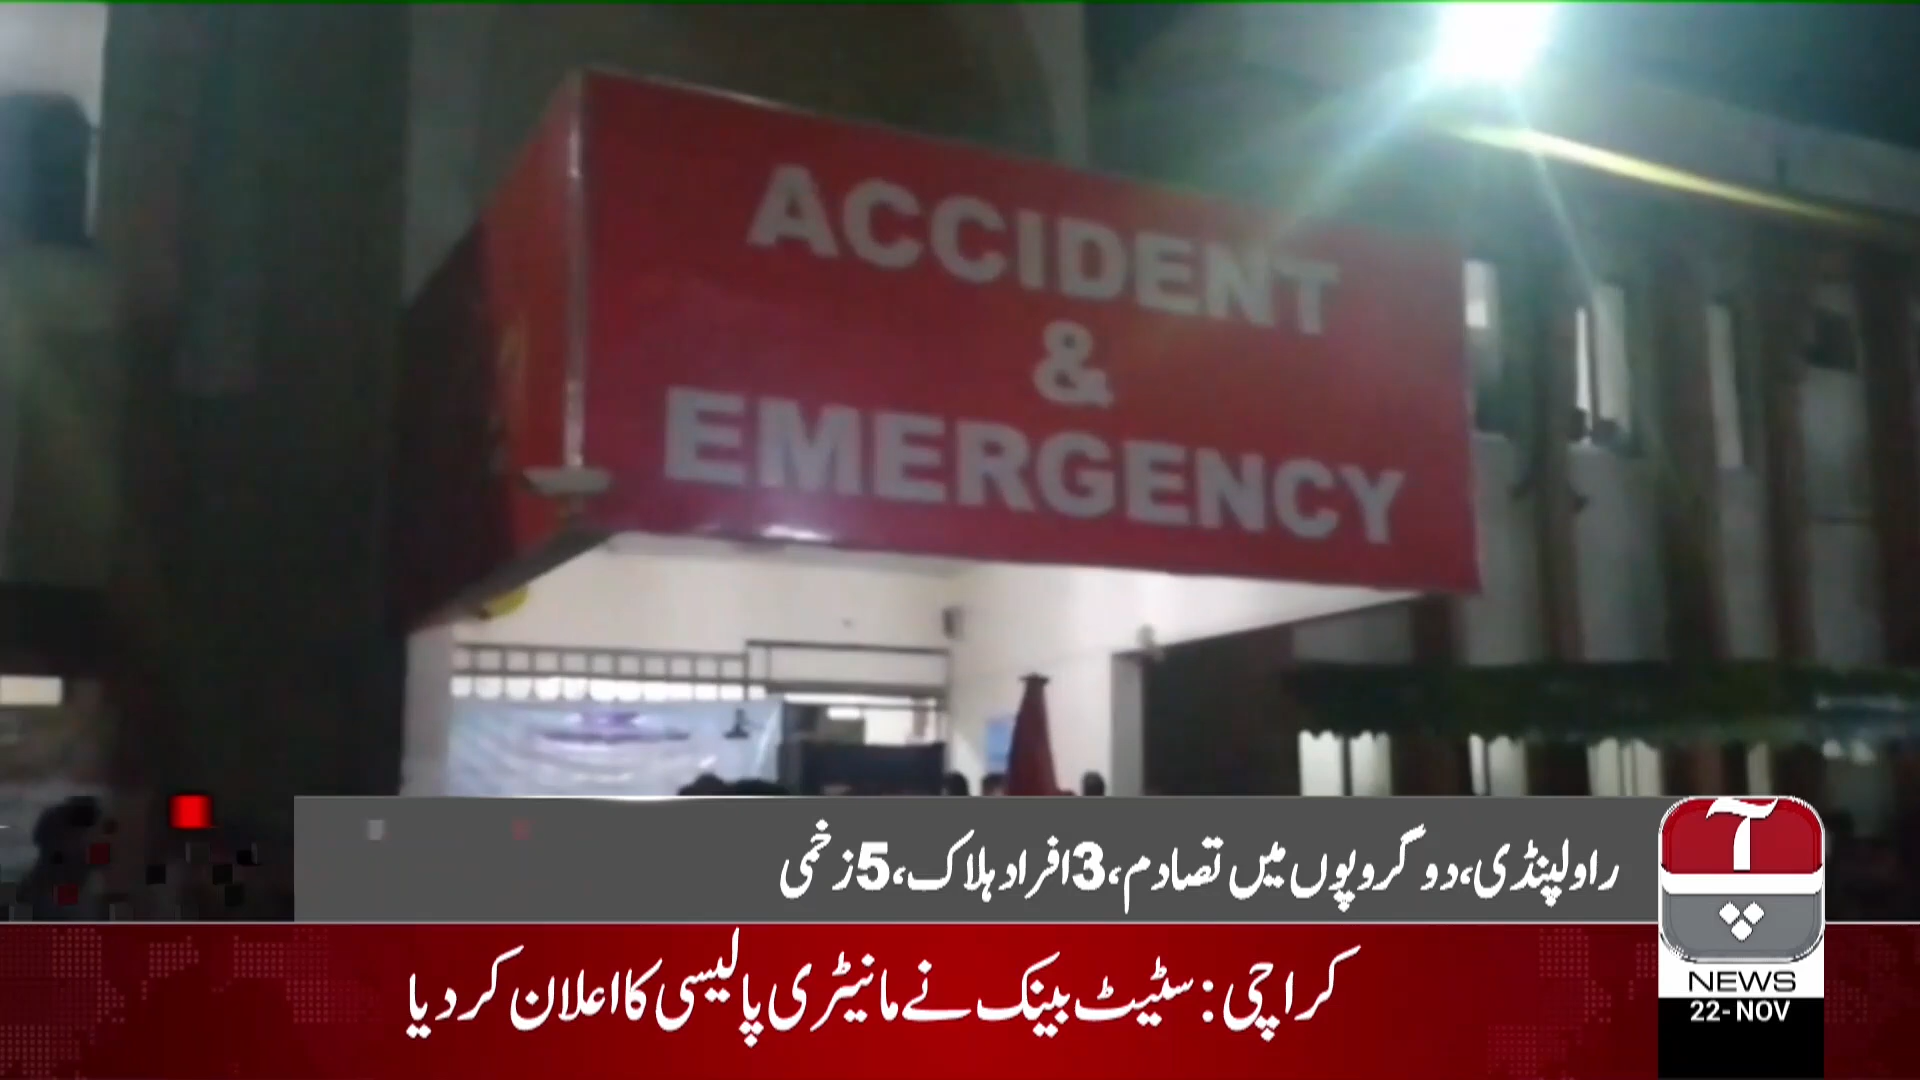 ACCIDENT
&
EMERGENCY
راولپنڈی، دو گروپوں میں تصادم، 3 افراد ہلاک، 5 زخمی
کراچی: سٹیٹ بینک نے مانیٹری پالیسی کا اعلان کر دیا
آپ
NEWS
22-NOV